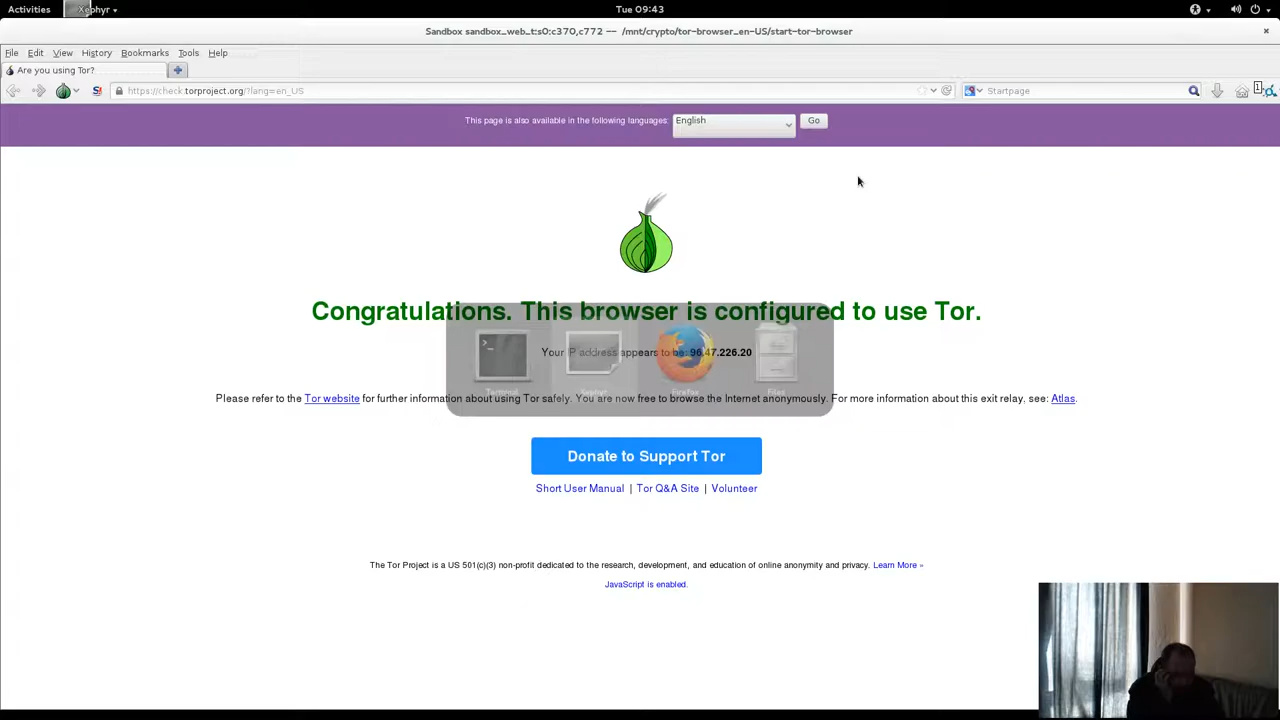 Activities Xephyr Tue 09:43
Sandbox sandbox_web_t:s0:c370,c772 -- /mnt/crypto/tor-browser_en-US/start-tor-browser
File Edit View History Bookmarks Tools Help
Are you using Tor?
https://check.torproject.org/?lang=en_US Startpage 1
This page is also available in the following languages: English Go
Congratulations. This browser is configured to use Tor.
Your IP address appears to be: 96.47.226.20
Terminal Xephyr Firefox Files
Please refer to the Tor website for further information about using Tor safely. You are now free to browse the Internet anonymously. For more information about this exit relay, see: Atlas.
Donate to Support Tor
Short User Manual | Tor Q&A Site | Volunteer
The Tor Project is a US 501(c)(3) non-profit dedicated to the research, development, and education of online anonymity and privacy. Learn More »
JavaScript is enabled.